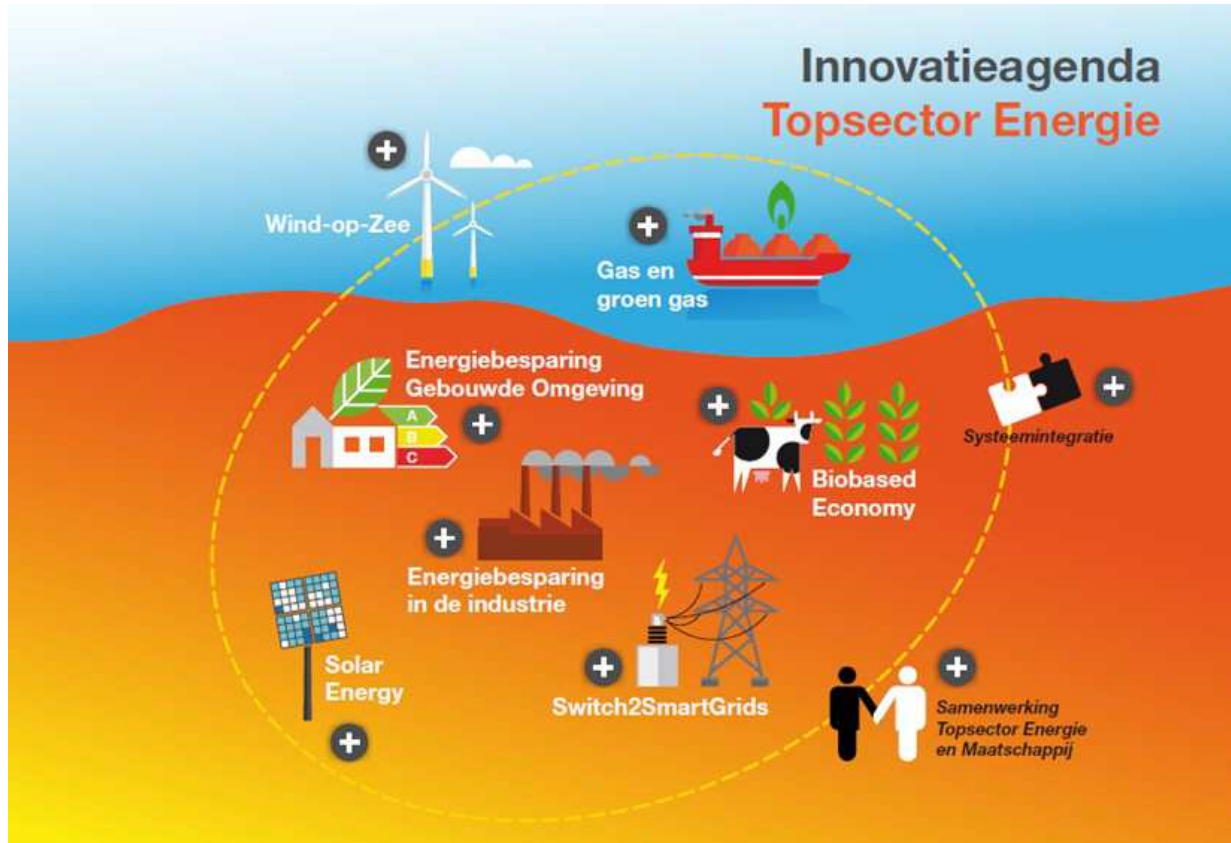 Innovatieagenda
Topsector Energie
Wind-op-Zee
Gas en
groen gas
Energiebesparing
Gebouwde Omgeving
A
B
C
Systeemintegratie
Biobased
Economy
Energiebesparing
in de industrie
Solar
Energy
Switch2SmartGrids
Samenwerking
Topsector Energie
en Maatschappij